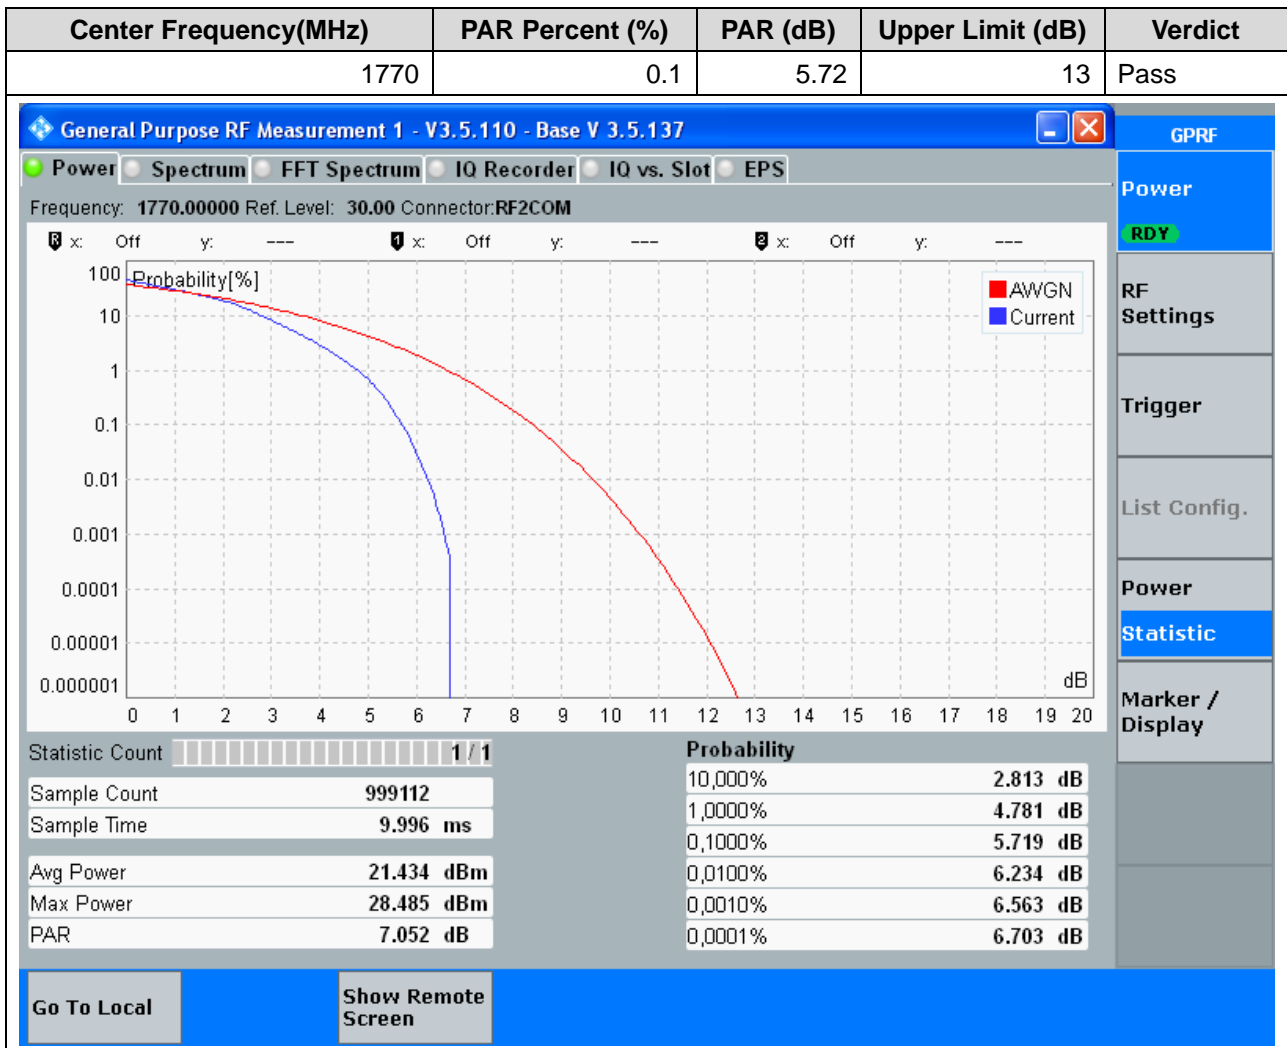 Center Frequency(MHz) PAR Percent (%) PAR (dB) Upper Limit (dB) Verdict
1770 0.1 5.72 13 Pass
General Purpose RF Measurement 1 - V3.5.110 - Base V 3.5.137
GPRF
Power Spectrum FFT Spectrum IQ Recorder IQ vs. Slot EPS
Power
RDY
Frequency: 1770.00000 Ref. Level: 30.00 Connector:RF2COM
R x: Off y: --- 1 x: Off y: --- 2 x: Off y: ---
Probability[%]
AWGN
Current
100
10
1
0.1
0.01
0.001
0.0001
0.00001
0.000001
dB
0 1 2 3 4 5 6 7 8 9 10 11 12 13 14 15 16 17 18 19 20
RF
Settings
Trigger
List Config.
Power
Statistic
Marker /
Display
Statistic Count 1 / 1
Sample Count 999112
Sample Time 9.996 ms
Avg Power 21.434 dBm
Max Power 28.485 dBm
PAR 7.052 dB
Probability
10,000% 2.813 dB
1,0000% 4.781 dB
0,1000% 5.719 dB
0,0100% 6.234 dB
0,0010% 6.563 dB
0,0001% 6.703 dB
Go To Local
Show Remote
Screen